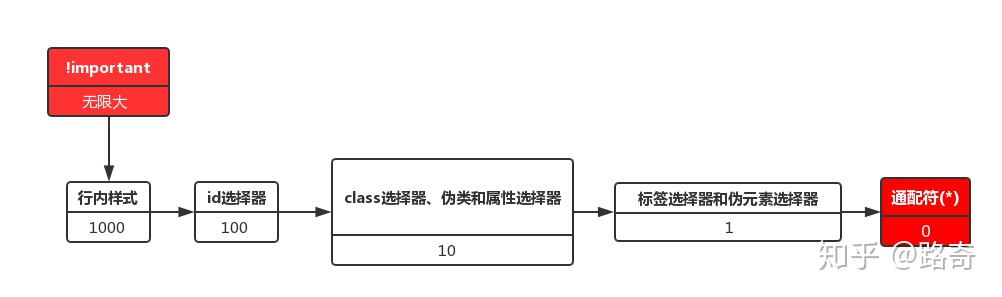 !important
无限大
行内样式
1000
id选择器
100
class选择器、伪类和属性选择器
10
标签选择器和伪元素选择器
1
通配符(*)
0
知乎 @路奇